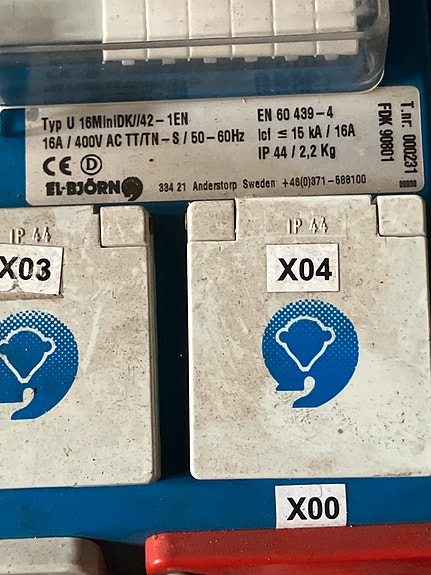 Typ U 16MiniDK//42-1EN
16A / 400V AC TT/TN-S / 50-60Hz
EN 60 439-4
Icf ≤ 15 kA / 16A
IP 44 / 2,2 Kg
CE D
EL-BJÖRN
334 21 Anderstorp Sweden +46(0)371-588100
T.nr. 000231
FDK 90801
IP 44
X03
IP 44
X04
X00